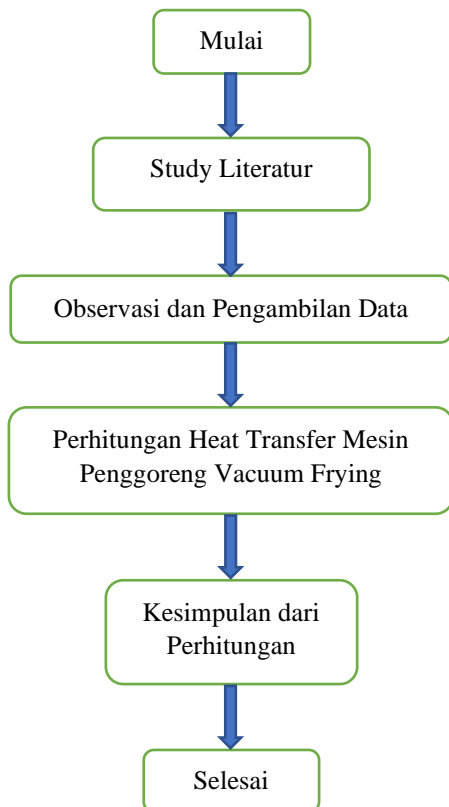 Mulai
Study Literatur
Observasi dan Pengambilan Data
Perhitungan Heat Transfer Mesin
Penggoreng Vacuum Frying
Kesimpulan dari
Perhitungan
Selesai